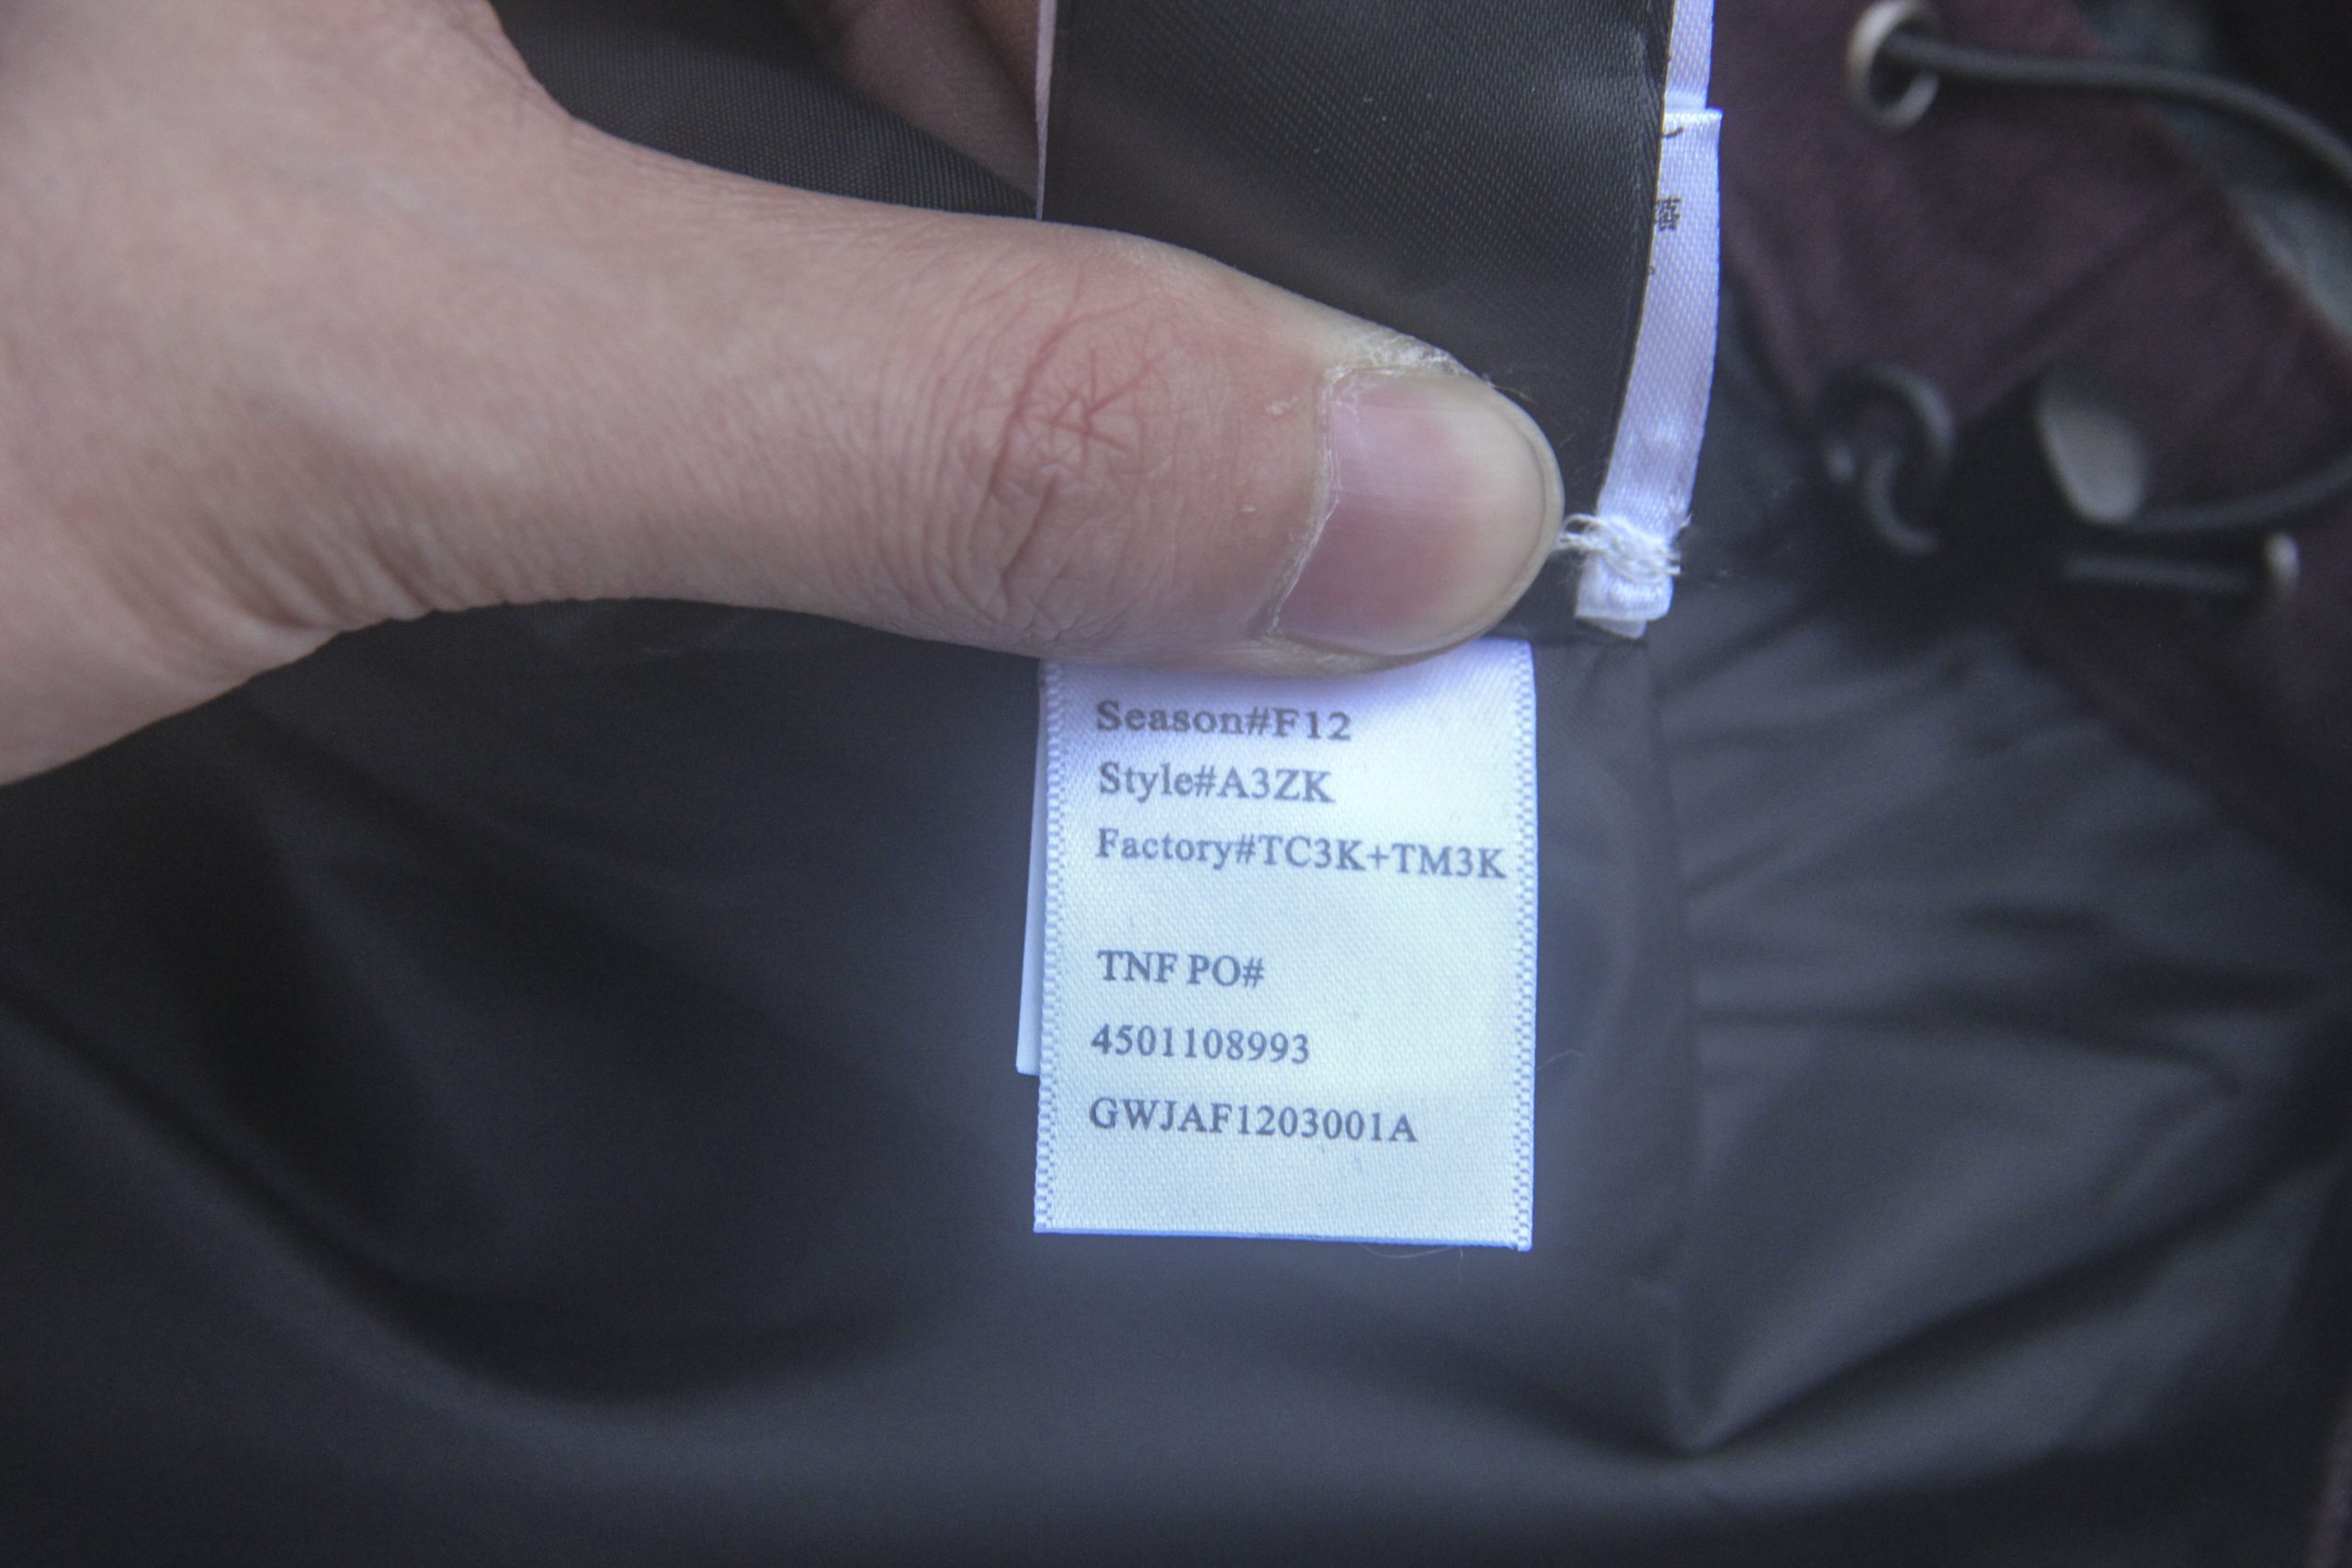 Season#F12
Style#A3ZK
Factory#TC3K+TM3K
TNF PO#
4501108993
GWJAF1203001A